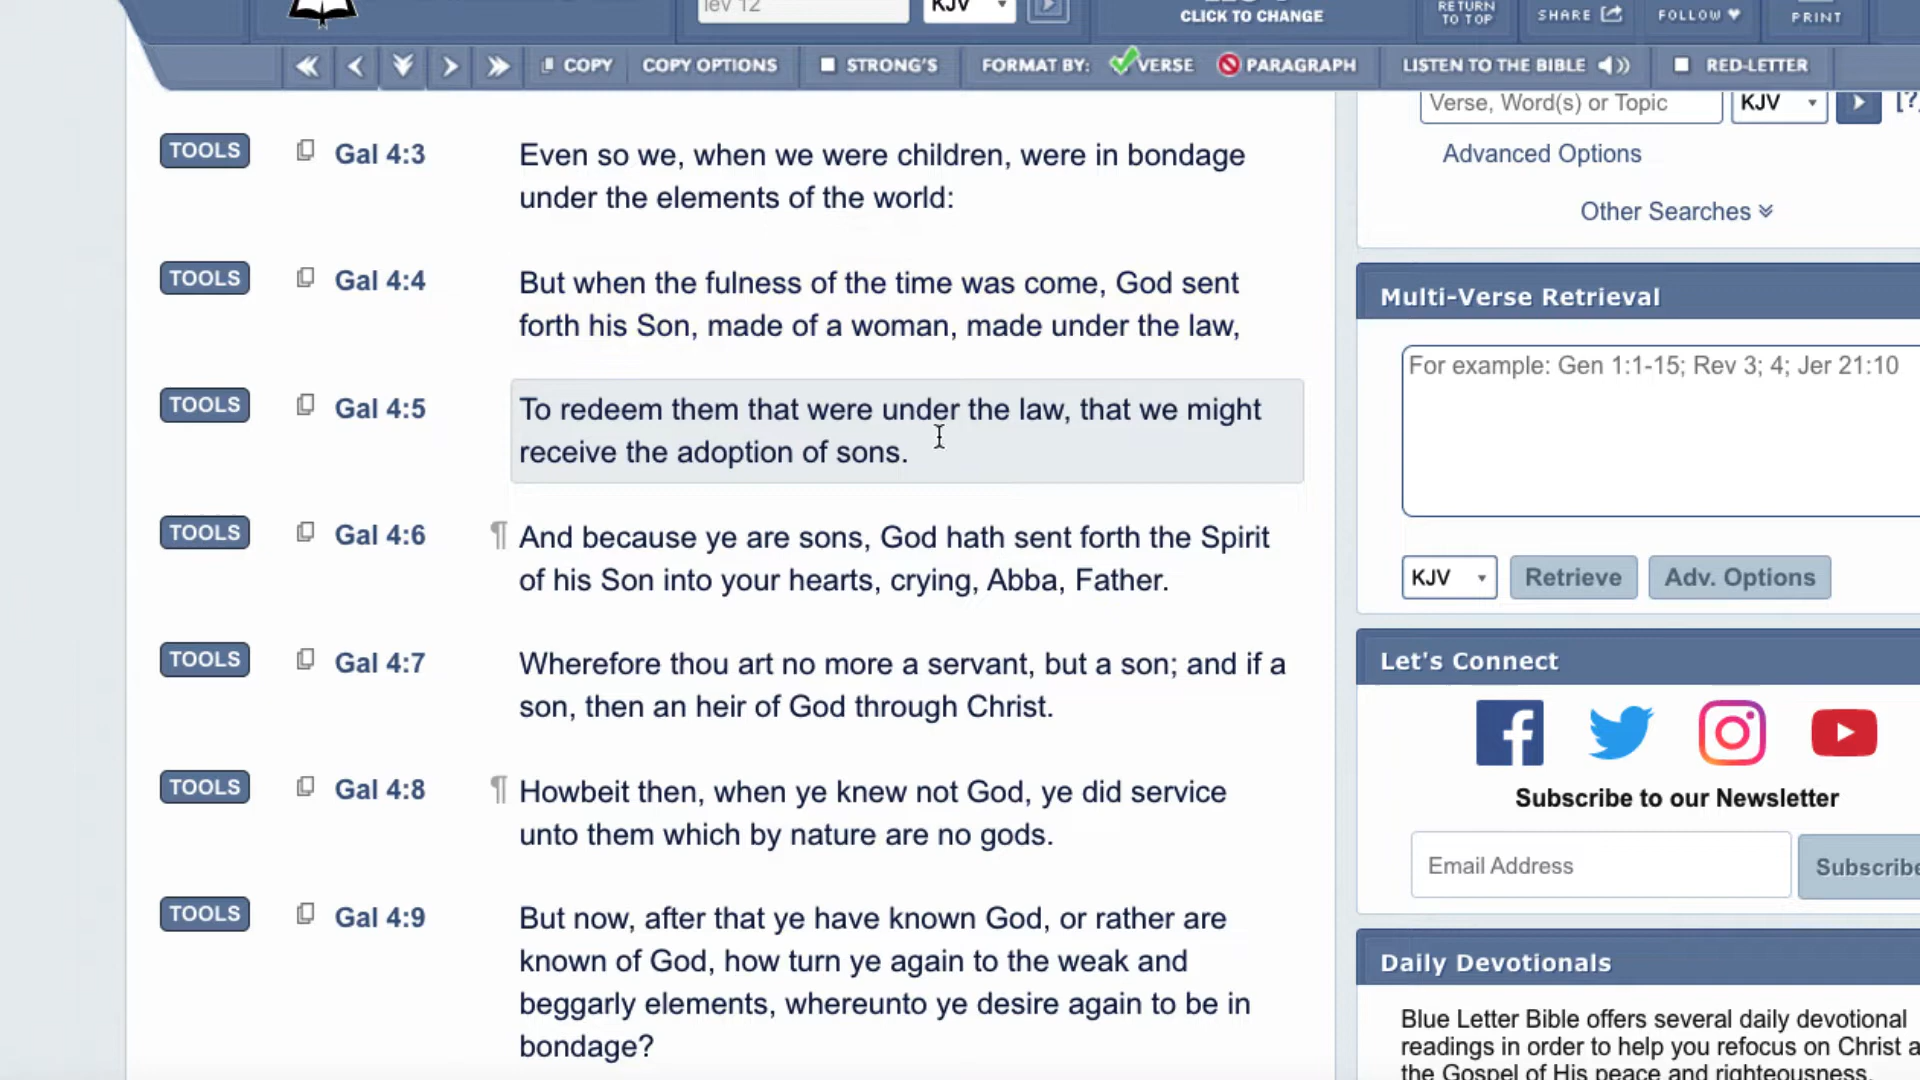 lev 12
KJV
CLICK TO CHANGE
RETURN
TO TOP
SHARE
FOLLOW
PRINT
COPY
COPY OPTIONS
STRONG'S
FORMAT BY:
VERSE
PARAGRAPH
LISTEN TO THE BIBLE
RED-LETTER
TOOLS
Gal 4:3
Even so we, when we were children, were in bondage
under the elements of the world:
TOOLS
Gal 4:4
But when the fulness of the time was come, God sent
forth his Son, made of a woman, made under the law,
TOOLS
Gal 4:5
To redeem them that were under the law, that we might
receive the adoption of sons.
TOOLS
Gal 4:6
¶ And because ye are sons, God hath sent forth the Spirit
of his Son into your hearts, crying, Abba, Father.
TOOLS
Gal 4:7
Wherefore thou art no more a servant, but a son; and if a
son, then an heir of God through Christ.
TOOLS
Gal 4:8
¶ Howbeit then, when ye knew not God, ye did service
unto them which by nature are no gods.
TOOLS
Gal 4:9
But now, after that ye have known God, or rather are
known of God, how turn ye again to the weak and
beggarly elements, whereunto ye desire again to be in
bondage?
Verse, Word(s) or Topic
KJV
[?
Advanced Options
Other Searches
Multi-Verse Retrieval
For example: Gen 1:1-15; Rev 3; 4; Jer 21:10
KJV
Retrieve
Adv. Options
Let's Connect
Subscribe to our Newsletter
Email Address
Subscribe
Daily Devotionals
Blue Letter Bible offers several daily devotional
readings in order to help you refocus on Christ a
the Gospel of His peace and righteousness.